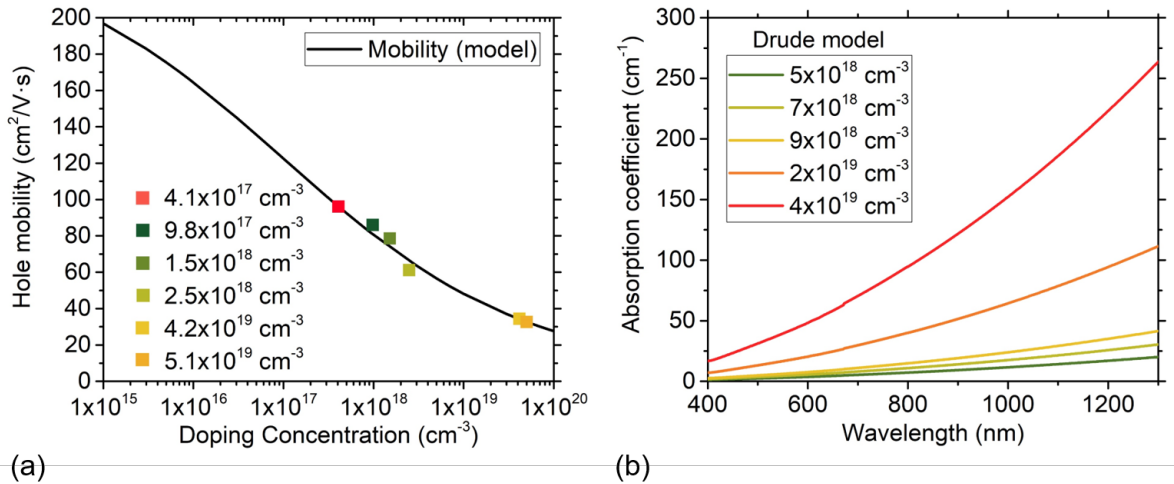 200
180
160
140
120
100
80
60
40
20
0
Hole mobility (cm²/V·s)
Mobility (model)
4.1x10¹⁷ cm⁻³
9.8x10¹⁷ cm⁻³
1.5x10¹⁸ cm⁻³
2.5x10¹⁸ cm⁻³
4.2x10¹⁹ cm⁻³
5.1x10¹⁹ cm⁻³
1x10¹⁵ 1x10¹⁶ 1x10¹⁷ 1x10¹⁸ 1x10¹⁹ 1x10²⁰
Doping Concentration (cm⁻³)
(a)
300
250
200
150
100
50
0
Absorption coefficient (cm⁻¹)
Drude model
5x10¹⁸ cm⁻³
7x10¹⁸ cm⁻³
9x10¹⁸ cm⁻³
2x10¹⁹ cm⁻³
4x10¹⁹ cm⁻³
400 600 800 1000 1200
Wavelength (nm)
(b)